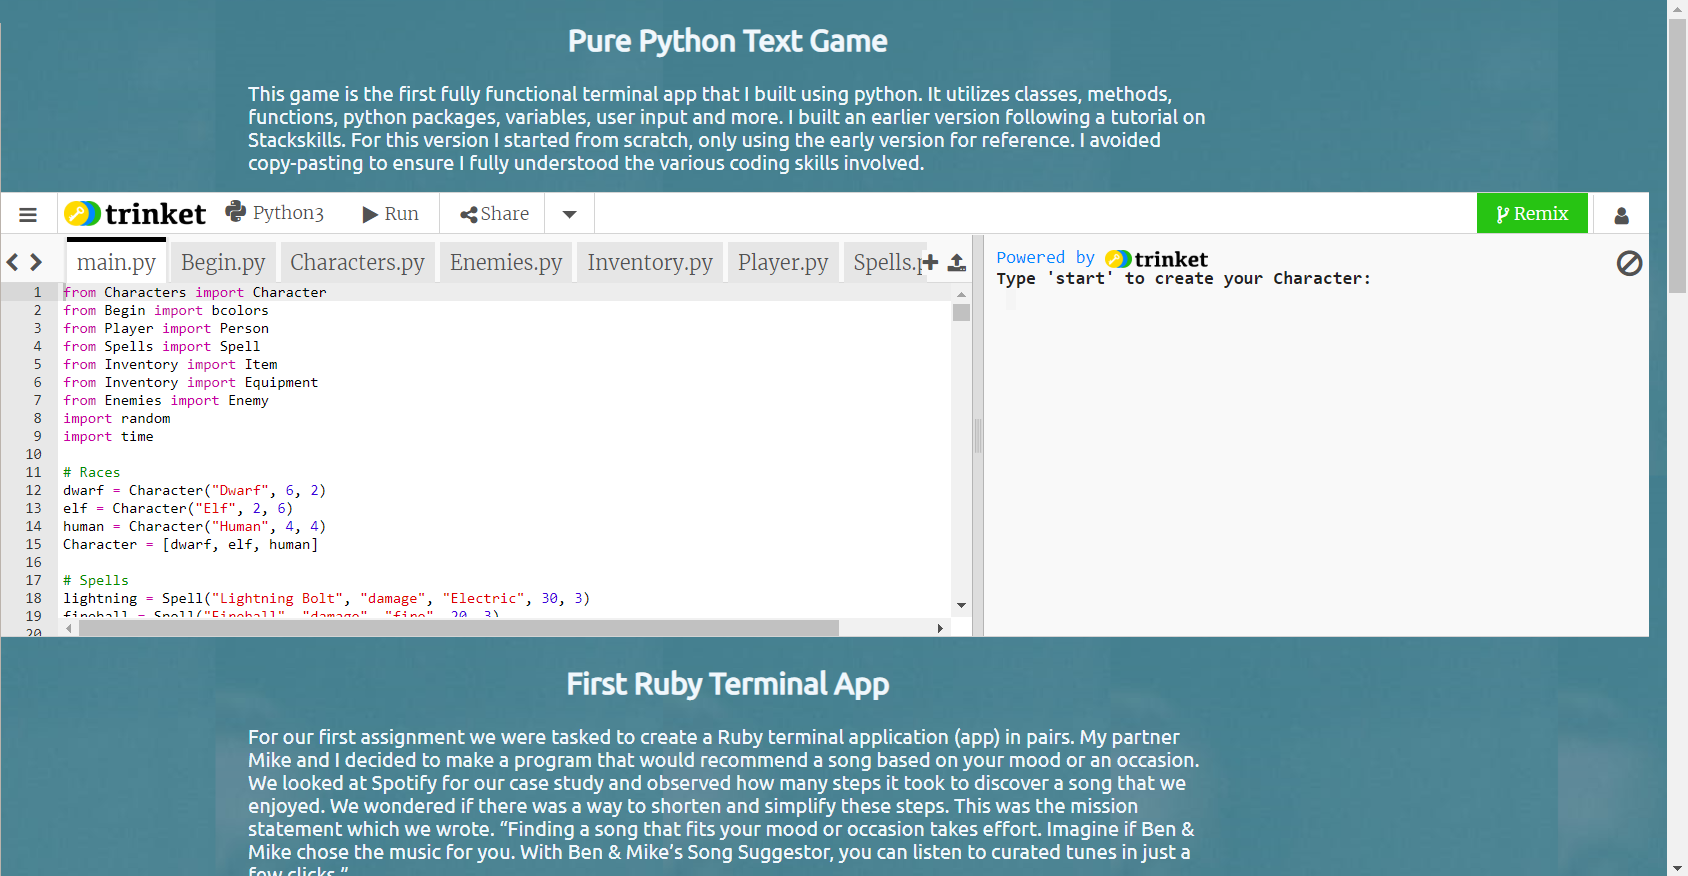 Pure Python Text Game
This game is the first fully functional terminal app that I built using python. It utilizes classes, methods,
functions, python packages, variables, user input and more. I built an earlier version following a tutorial on
Stackskills. For this version I started from scratch, only using the early version for reference. I avoided
copy-pasting to ensure I fully understood the various coding skills involved.
trinket Python3 Run Share Remix
main.py Begin.py Characters.py Enemies.py Inventory.py Player.py Spells.p
Powered by trinket
Type 'start' to create your Character:
1 from Characters import Character
2 from Begin import bcolors
3 from Player import Person
4 from Spells import Spell
5 from Inventory import Item
6 from Inventory import Equipment
7 from Enemies import Enemy
8 import random
9 import time
10
11 # Races
12 dwarf = Character("Dwarf", 6, 2)
13 elf = Character("Elf", 2, 6)
14 human = Character("Human", 4, 4)
15 Character = [dwarf, elf, human]
16
17 # Spells
18 lightning = Spell("Lightning Bolt", "damage", "Electric", 30, 3)
19 fireball = Spell("Fireball", "damage", "fire", 20, 3)
20
First Ruby Terminal App
For our first assignment we were tasked to create a Ruby terminal application (app) in pairs. My partner
Mike and I decided to make a program that would recommend a song based on your mood or an occasion.
We looked at Spotify for our case study and observed how many steps it took to discover a song that we
enjoyed. We wondered if there was a way to shorten and simplify these steps. This was the mission
statement which we wrote. “Finding a song that fits your mood or occasion takes effort. Imagine if Ben &
Mike chose the music for you. With Ben & Mike’s Song Suggestor, you can listen to curated tunes in just a
few clicks.”